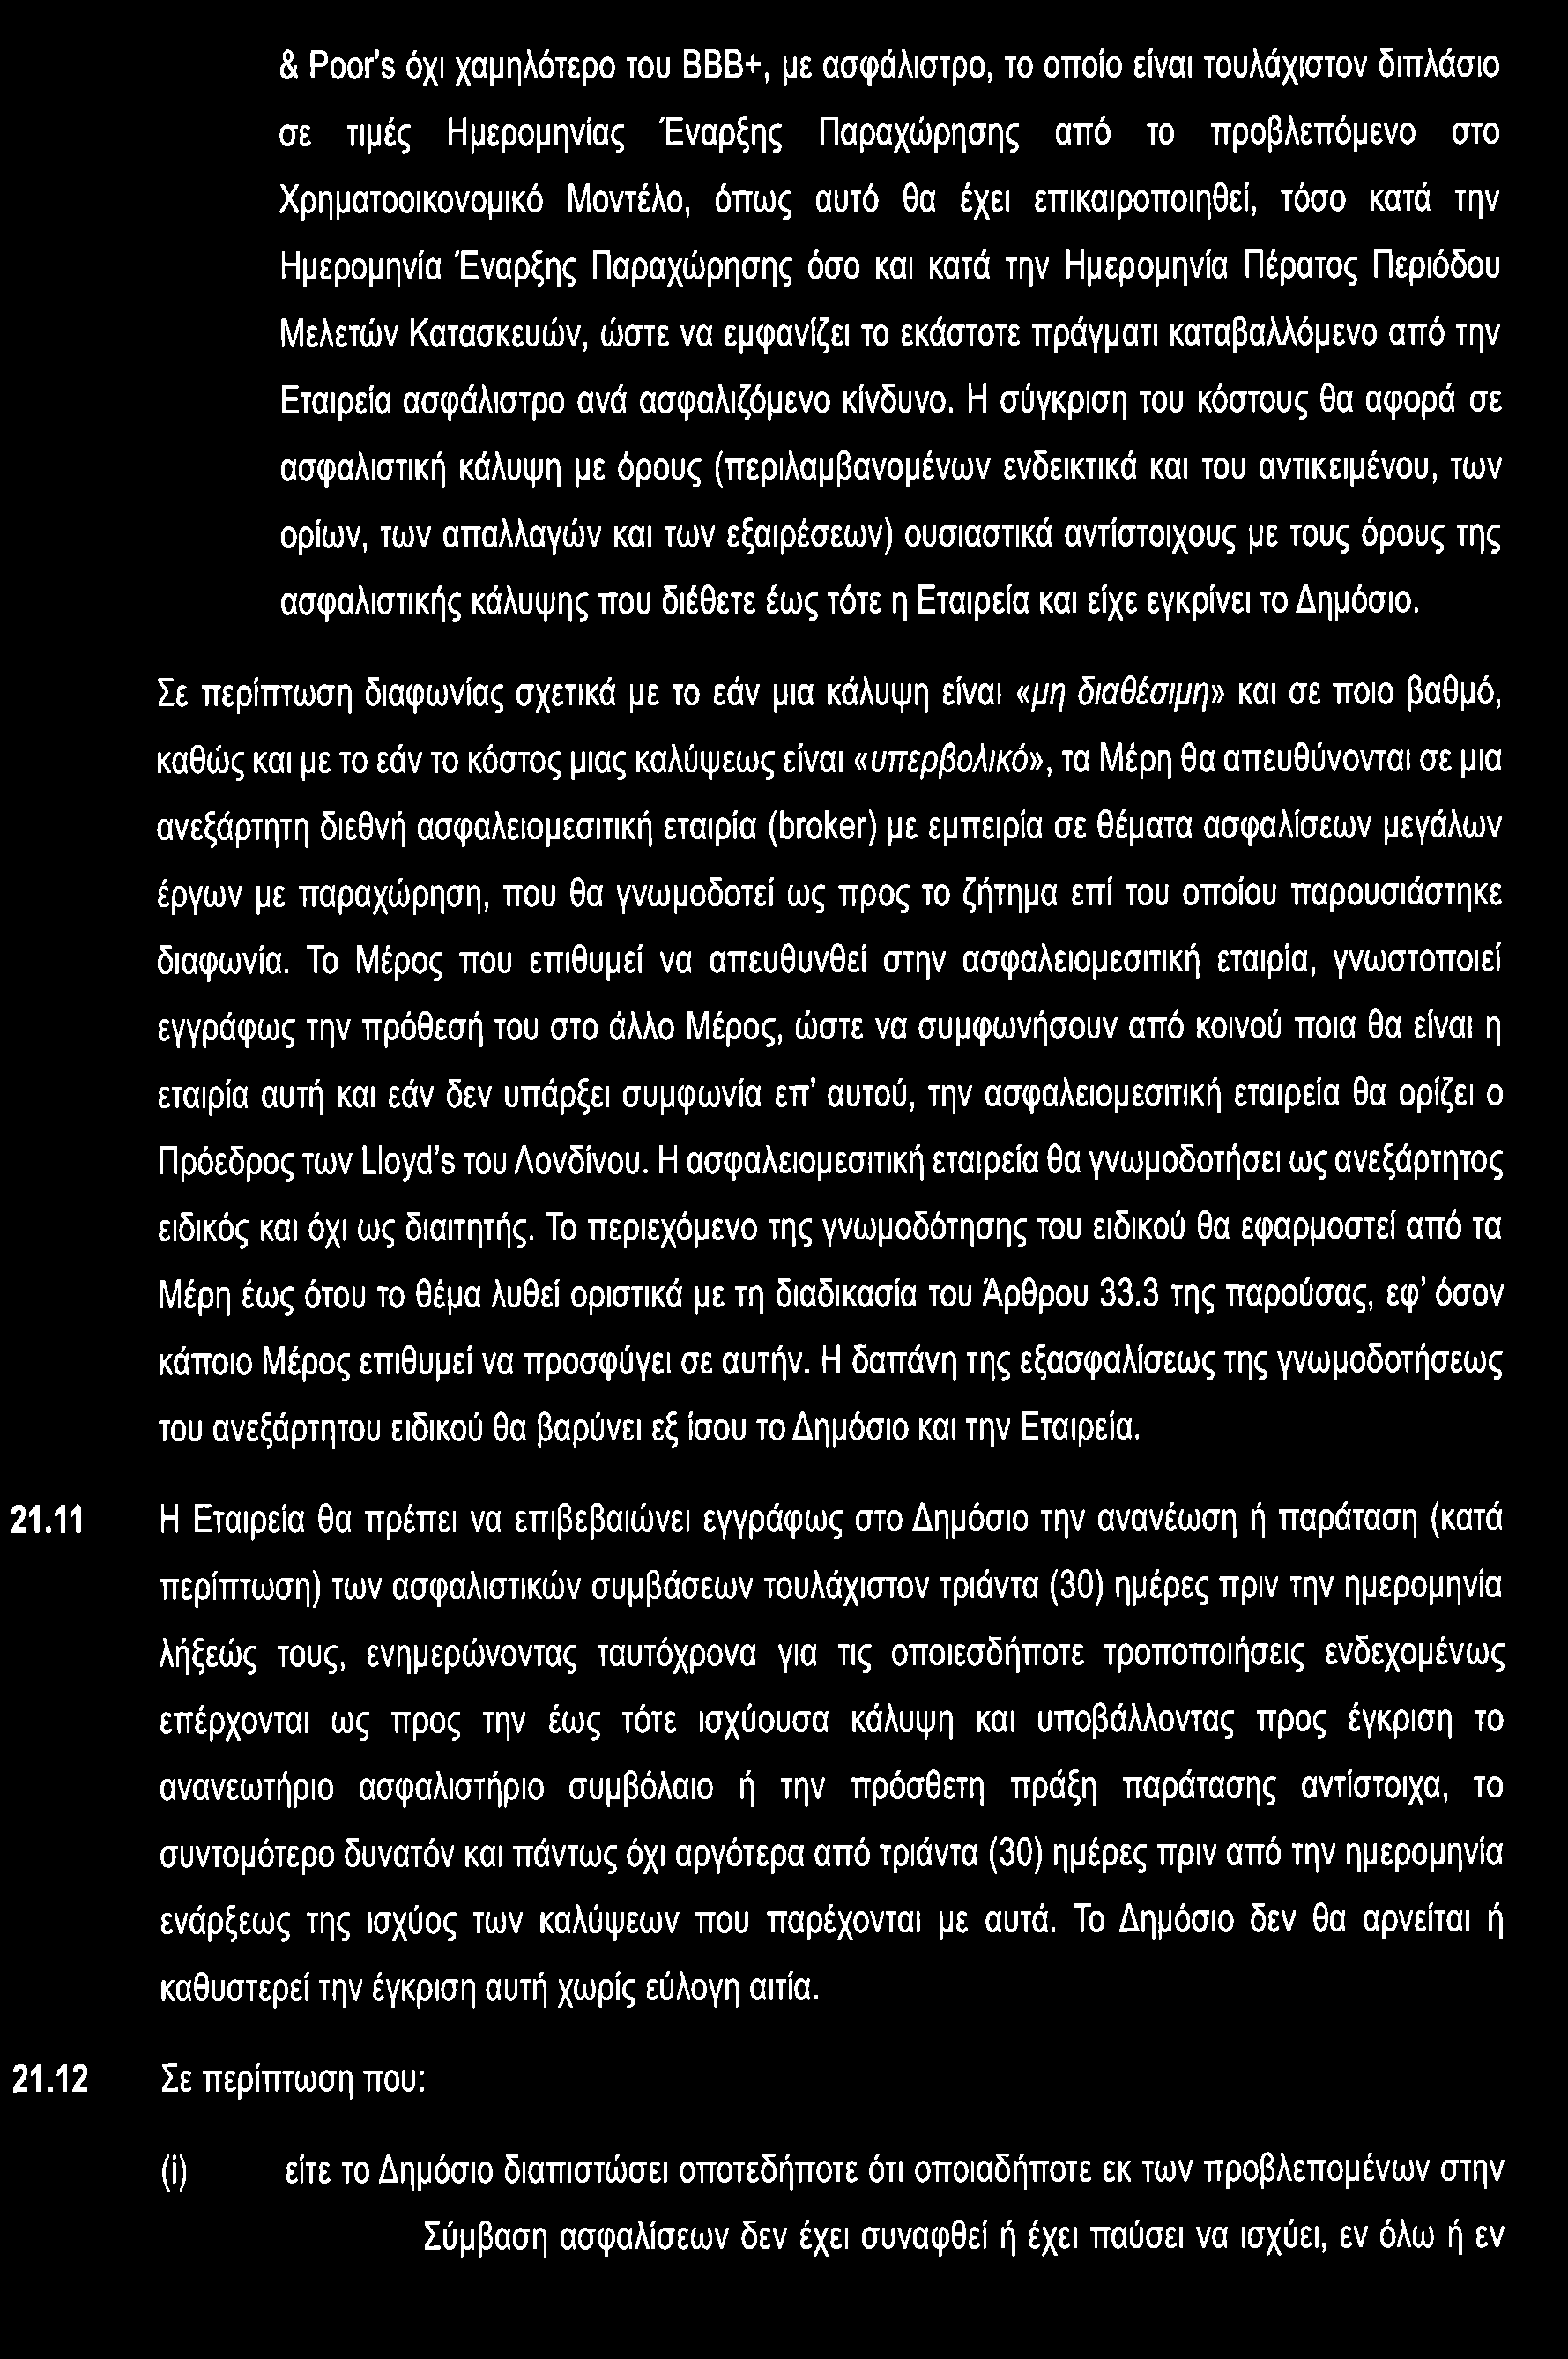 & Poor's όχι χαμηλότερο του BBB+, με ασφάλιστρο, το οποίο είναι τουλάχιστον διπλάσιο
σε τιμές Ημερομηνίας Έναρξης Παραχώρησης από το προβλεπόμενο στο
Χρηματοοικονομικό Μοντέλο, όπως αυτό θα έχει επικαιροποιηθεί, τόσο κατά την
Ημερομηνία Έναρξης Παραχώρησης όσο και κατά την Ημερομηνία Πέρατος Περιόδου
Μελετών Κατασκευών, ώστε να εμφανίζει το εκάστοτε πράγματι καταβαλλόμενο από την
Εταιρεία ασφάλιστρο ανά ασφαλιζόμενο κίνδυνο. Η σύγκριση του κόστους θα αφορά σε
ασφαλιστική κάλυψη με όρους (περιλαμβανομένων ενδεικτικά και του αντικειμένου, των
ορίων, των απαλλαγών και των εξαιρέσεων) ουσιαστικά αντίστοιχους με τους όρους της
ασφαλιστικής κάλυψης που διέθετε έως τότε η Εταιρεία και είχε εγκρίνει το Δημόσιο.
Σε περίπτωση διαφωνίας σχετικά με το εάν μια κάλυψη είναι «μη διαθέσιμη» και σε ποιο βαθμό,
καθώς και με το εάν το κόστος μιας καλύψεως είναι «υπερβολικό», τα Μέρη θα απευθύνονται σε μια
ανεξάρτητη διεθνή ασφαλειομεσιτική εταιρία (broker) με εμπειρία σε θέματα ασφαλίσεων μεγάλων
έργων με παραχώρηση, που θα γνωμοδοτεί ως προς το ζήτημα επί του οποίου παρουσιάστηκε
διαφωνία. Το Μέρος που επιθυμεί να απευθυνθεί στην ασφαλειομεσιτική εταιρία, γνωστοποιεί
εγγράφως την πρόθεσή του στο άλλο Μέρος, ώστε να συμφωνήσουν από κοινού ποια θα είναι η
εταιρία αυτή και εάν δεν υπάρξει συμφωνία επ' αυτού, την ασφαλειομεσιτική εταιρεία θα ορίζει ο
Πρόεδρος των Lloyd's του Λονδίνου. Η ασφαλειομεσιτική εταιρεία θα γνωμοδοτήσει ως ανεξάρτητος
ειδικός και όχι ως διαιτητής. Το περιεχόμενο της γνωμοδότησης του ειδικού θα εφαρμοστεί από τα
Μέρη έως ότου το θέμα λυθεί οριστικά με τη διαδικασία του Άρθρου 33.3 της παρούσας, εφ' όσον
κάποιο Μέρος επιθυμεί να προσφύγει σε αυτήν. Η δαπάνη της εξασφαλίσεως της γνωμοδοτήσεως
του ανεξάρτητου ειδικού θα βαρύνει εξ ίσου το Δημόσιο και την Εταιρεία.
21.11 Η Εταιρεία θα πρέπει να επιβεβαιώνει εγγράφως στο Δημόσιο την ανανέωση ή παράταση (κατά
περίπτωση) των ασφαλιστικών συμβάσεων τουλάχιστον τριάντα (30) ημέρες πριν την ημερομηνία
λήξεώς τους, ενημερώνοντας ταυτόχρονα για τις οποιεσδήποτε τροποποιήσεις ενδεχομένως
επέρχονται ως προς την έως τότε ισχύουσα κάλυψη και υποβάλλοντας προς έγκριση το
ανανεωτήριο ασφαλιστήριο συμβόλαιο ή την πρόσθετη πράξη παράτασης αντίστοιχα, το
συντομότερο δυνατόν και πάντως όχι αργότερα από τριάντα (30) ημέρες πριν από την ημερομηνία
ενάρξεως της ισχύος των καλύψεων που παρέχονται με αυτά. Το Δημόσιο δεν θα αρνείται ή
καθυστερεί την έγκριση αυτή χωρίς εύλογη αιτία.
21.12 Σε περίπτωση που:
(i) είτε το Δημόσιο διαπιστώσει οποτεδήποτε ότι οποιαδήποτε εκ των προβλεπομένων στην
Σύμβαση ασφαλίσεων δεν έχει συναφθεί ή έχει παύσει να ισχύει, εν όλω ή εν